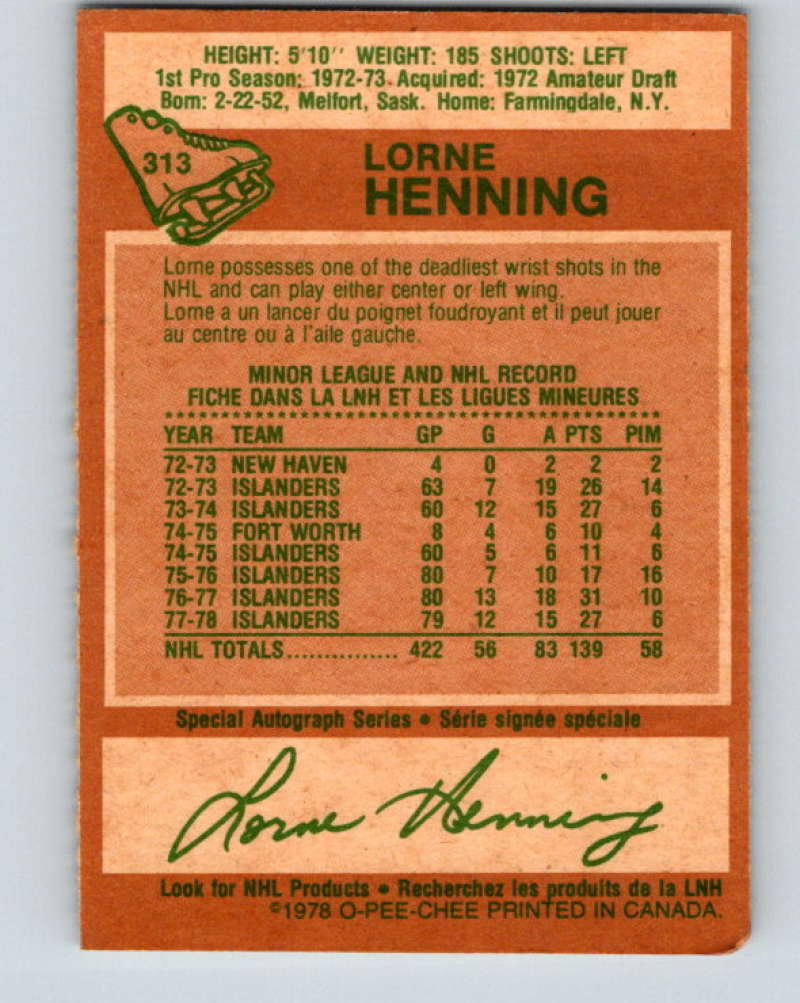 HEIGHT: 5'10'' WEIGHT: 185 SHOOTS: LEFT
1st Pro Season: 1972-73. Acquired: 1972 Amateur Draft
Born: 2-22-52, Melfort, Sask. Home: Farmingdale, N.Y.
313
LORNE
HENNING
Lorne possesses one of the deadliest wrist shots in the
NHL and can play either center or left wing.
Lorne a un lancer du poignet foudroyant et il peut jouer
au centre ou à l'aile gauche.
MINOR LEAGUE AND NHL RECORD
FICHE DANS LA LNH ET LES LIGUES MINEURES
YEAR TEAM GP G A PTS PIM
72-73 NEW HAVEN 4 0 2 2 2
72-73 ISLANDERS 63 7 19 26 14
73-74 ISLANDERS 60 12 15 27 6
74-75 FORT WORTH 8 4 6 10 4
74-75 ISLANDERS 60 5 6 11 6
75-76 ISLANDERS 80 7 10 17 16
76-77 ISLANDERS 80 13 18 31 10
77-78 ISLANDERS 79 12 15 27 6
NHL TOTALS............... 422 56 83 139 58
Special Autograph Series • Série signée spéciale
Lorne Henning
Look for NHL Products • Recherchez les produits de la LNH
©1978 O-PEE-CHEE PRINTED IN CANADA.